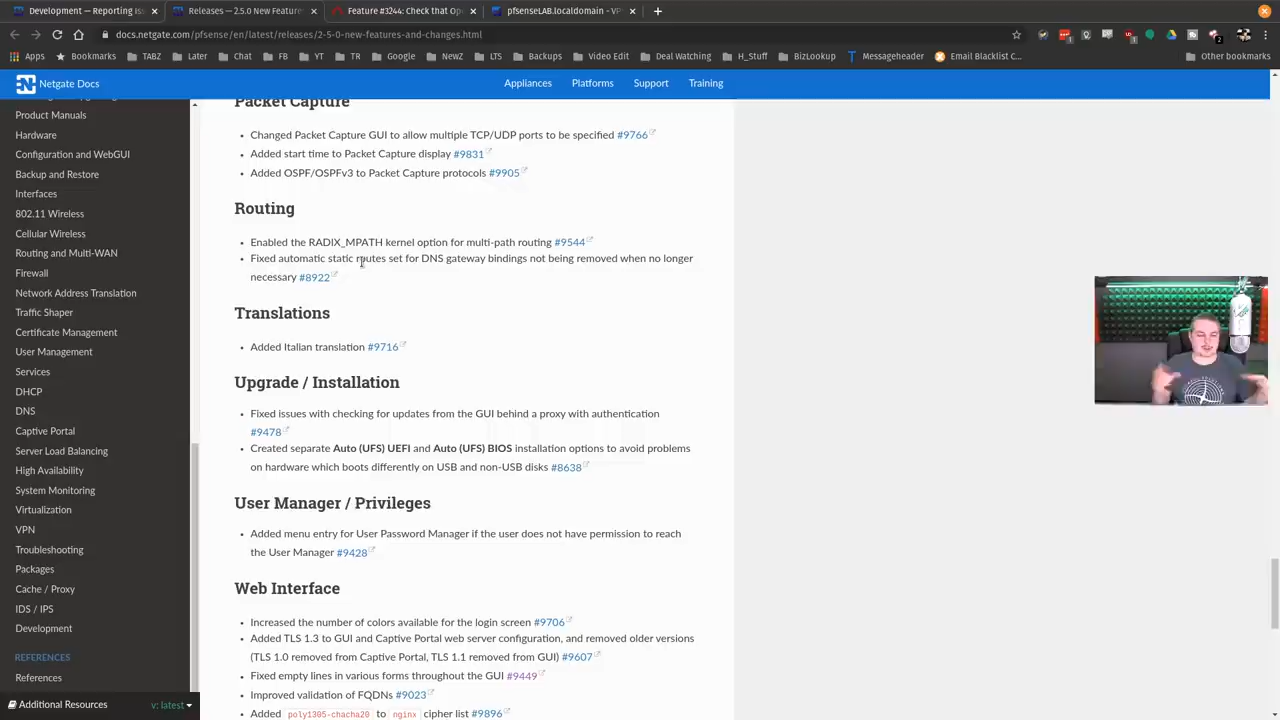 Development — Reporting Iss
Releases — 2.5.0 New Feature
Feature #3244: Check that Op
pfsenseLAB.localdomain - VP
docs.netgate.com/pfsense/en/latest/releases/2-5-0-new-features-and-changes.html
Apps
Bookmarks
TABZ
Later
Chat
FB
YT
TR
Google
NewZ
LTS
Backups
Video Edit
Deal Watching
H_Stuff
BizLookup
Messageheader
Email Blacklist C...
Other bookmarks
Netgate Docs
Appliances
Platforms
Support
Training
Product Manuals
Hardware
Configuration and WebGUI
Backup and Restore
Interfaces
802.11 Wireless
Cellular Wireless
Routing and Multi-WAN
Firewall
Network Address Translation
Traffic Shaper
Certificate Management
User Management
Services
DHCP
DNS
Captive Portal
Server Load Balancing
High Availability
System Monitoring
Virtualization
VPN
Troubleshooting
Packages
Cache / Proxy
IDS / IPS
Development
REFERENCES
References
Additional Resources
v: latest
Packet Capture
• Changed Packet Capture GUI to allow multiple TCP/UDP ports to be specified #9766
• Added start time to Packet Capture display #9831
• Added OSPF/OSPFv3 to Packet Capture protocols #9905
Routing
• Enabled the RADIX_MPATH kernel option for multi-path routing #9544
• Fixed automatic static routes set for DNS gateway bindings not being removed when no longer
necessary #8922
Translations
• Added Italian translation #9716
Upgrade / Installation
• Fixed issues with checking for updates from the GUI behind a proxy with authentication
#9478
• Created separate Auto (UFS) UEFI and Auto (UFS) BIOS installation options to avoid problems
on hardware which boots differently on USB and non-USB disks #8638
User Manager / Privileges
• Added menu entry for User Password Manager if the user does not have permission to reach
the User Manager #9428
Web Interface
• Increased the number of colors available for the login screen #9706
• Added TLS 1.3 to GUI and Captive Portal web server configuration, and removed older versions
(TLS 1.0 removed from Captive Portal, TLS 1.1 removed from GUI) #9607
• Fixed empty lines in various forms throughout the GUI #9449
• Improved validation of FQDNs #9023
• Added poly1305-chacha20 to nginx cipher list #9896